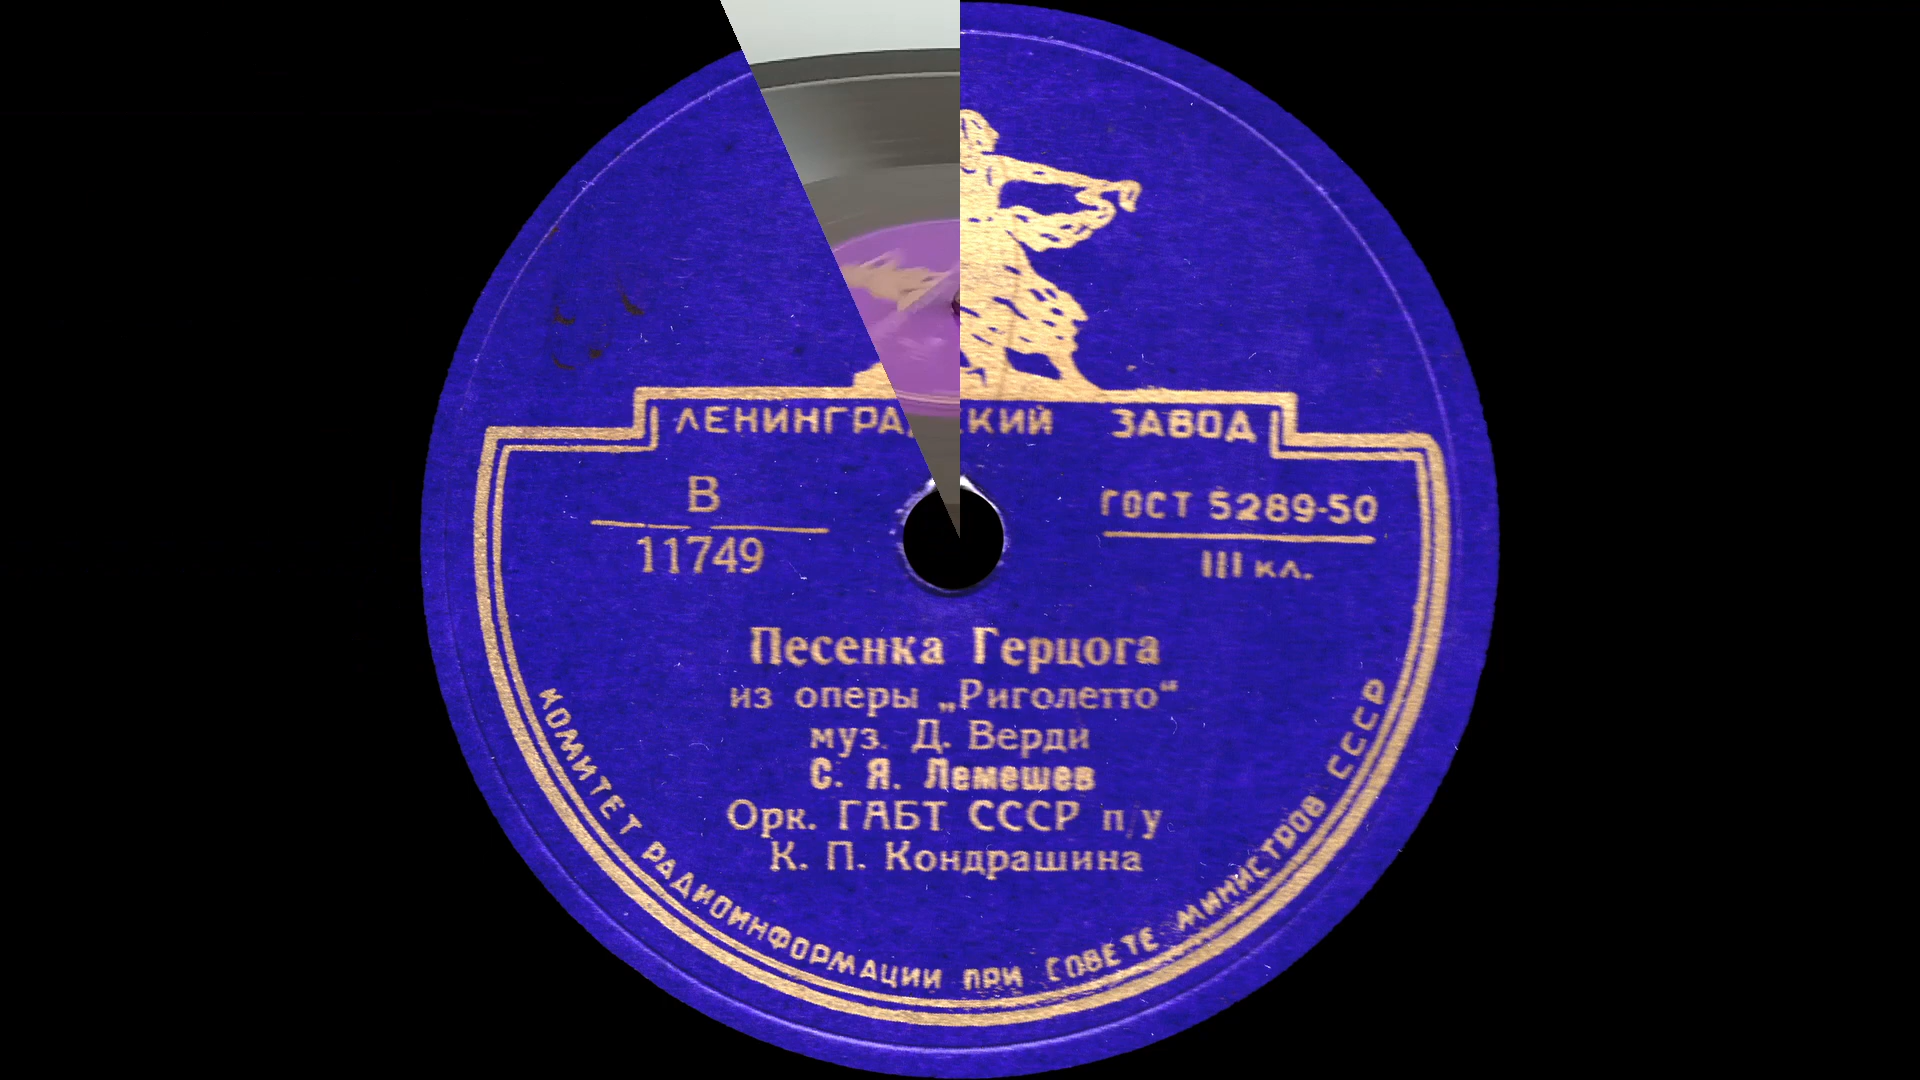 ЛЕНИНГРА КИЙ ЗАВОД
В
11749
ГОСТ 5289-50
III кл.
Песенка Герцога
из оперы „Риголетто“
муз. Д. Верди
С. Я. Лемешев
Орк. ГАБТ СССР п/у
К. П. Кондрашина
КОМИТЕТ РАДИОИНФОРМАЦИИ ПРИ СОВЕТЕ МИНИСТРОВ СССР